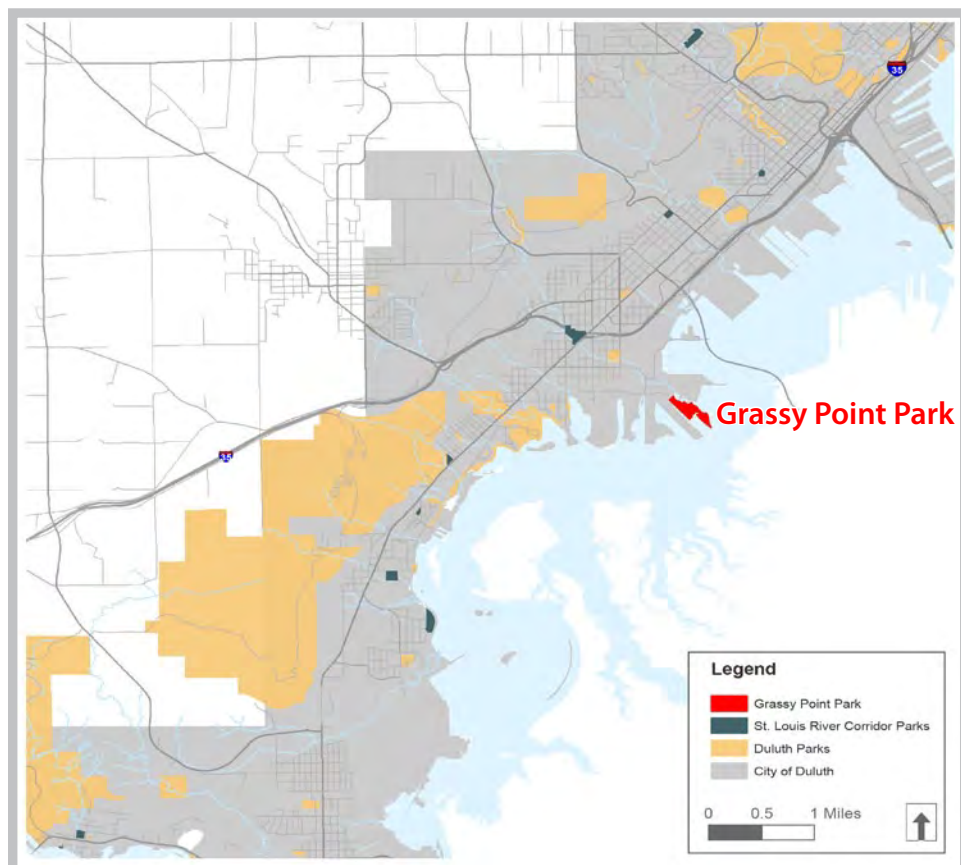 35
Grassy Point Park
35
Legend
Grassy Point Park
St. Louis River Corridor Parks
Duluth Parks
City of Duluth
0 0.5 1 Miles